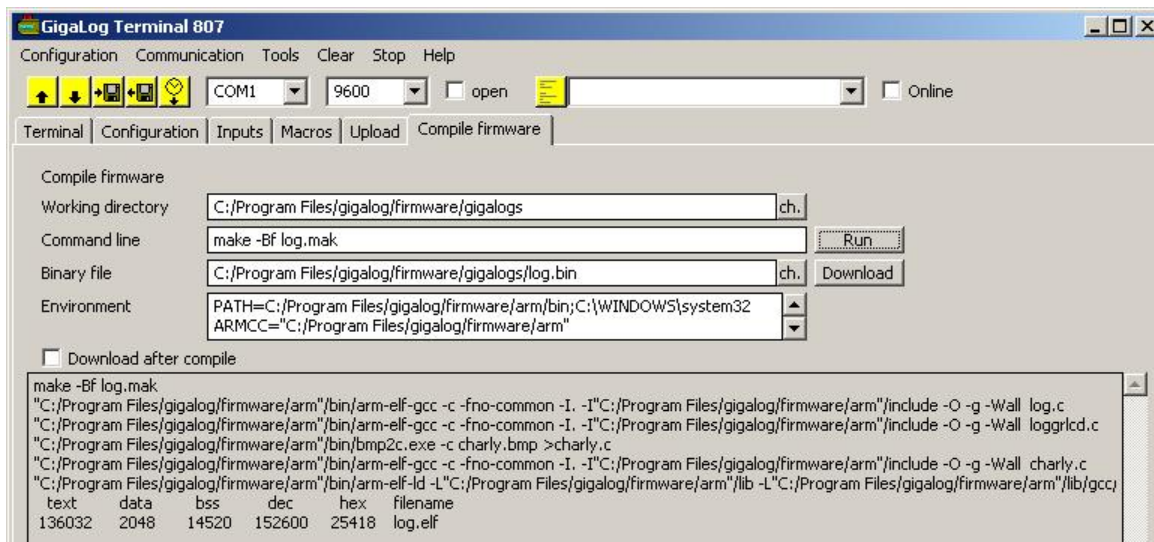 GigaLog Terminal 807
Configuration Communication Tools Clear Stop Help
COM1 9600 open Online
Terminal Configuration Inputs Macros Upload Compile firmware
Compile firmware
Working directory C:/Program Files/gigalog/firmware/gigalogs ch.
Command line make -Bf log.mak Run
Binary file C:/Program Files/gigalog/firmware/gigalogs/log.bin ch. Download
Environment PATH=C:/Program Files/gigalog/firmware/arm/bin;C:\WINDOWS\system32
ARMCC="C:/Program Files/gigalog/firmware/arm"
Download after compile
make -Bf log.mak
"C:/Program Files/gigalog/firmware/arm"/bin/arm-elf-gcc -c -fno-common -I. -I"C:/Program Files/gigalog/firmware/arm"/include -O -g -Wall log.c
"C:/Program Files/gigalog/firmware/arm"/bin/arm-elf-gcc -c -fno-common -I. -I"C:/Program Files/gigalog/firmware/arm"/include -O -g -Wall loggrlcd.c
"C:/Program Files/gigalog/firmware/arm"/bin/bmp2c.exe -c charly.bmp >charly.c
"C:/Program Files/gigalog/firmware/arm"/bin/arm-elf-gcc -c -fno-common -I. -I"C:/Program Files/gigalog/firmware/arm"/include -O -g -Wall charly.c
"C:/Program Files/gigalog/firmware/arm"/bin/arm-elf-ld -L"C:/Program Files/gigalog/firmware/arm"/lib -L"C:/Program Files/gigalog/firmware/arm"/lib/gcc/
text data bss dec hex filename
136032 2048 14520 152600 25418 log.elf